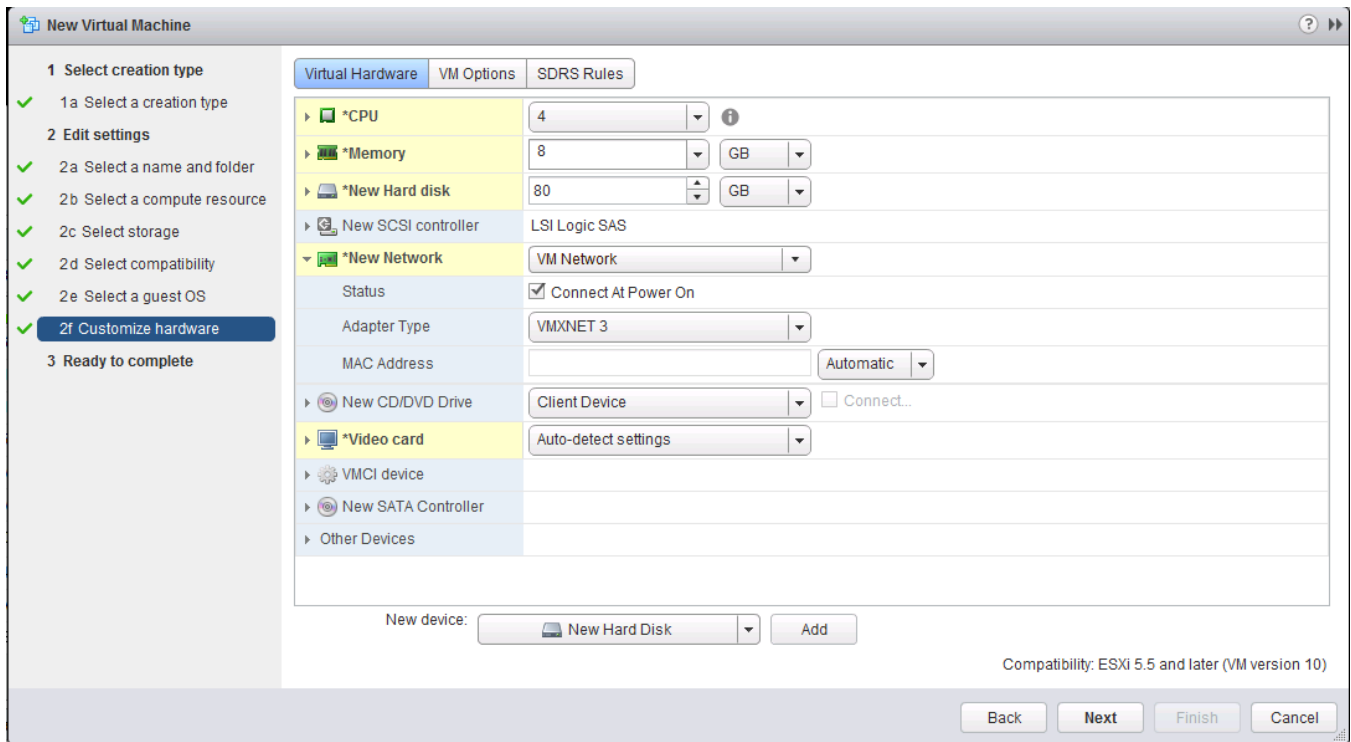 New Virtual Machine
1 Select creation type
1a Select a creation type
2 Edit settings
2a Select a name and folder
2b Select a compute resource
2c Select storage
2d Select compatibility
2e Select a guest OS
2f Customize hardware
3 Ready to complete
Virtual Hardware VM Options SDRS Rules
*CPU 4
*Memory 8 GB
*New Hard disk 80 GB
New SCSI controller LSI Logic SAS
*New Network VM Network
Status Connect At Power On
Adapter Type VMXNET 3
MAC Address Automatic
New CD/DVD Drive Client Device Connect...
*Video card Auto-detect settings
VMCI device
New SATA Controller
Other Devices
New device: New Hard Disk Add
Compatibility: ESXi 5.5 and later (VM version 10)
Back Next Finish Cancel